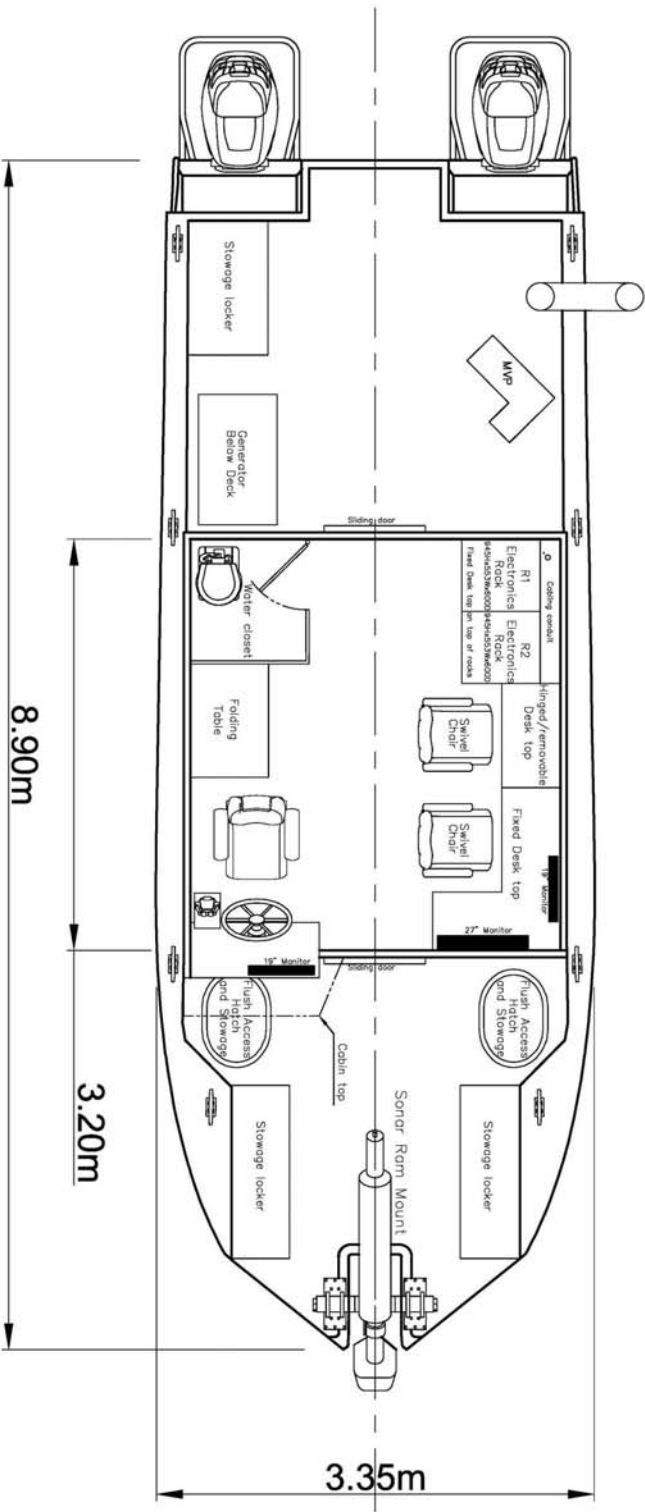 Stowage locker
MVP
Generator
Below Deck
Sliding door
Cabling conduit
R1
Electronics
Rack
R2
Electronics
Rack
Fixed Desk top on top of racks
Water closet
Hinged/removable
Desk top
Folding
Table
Swivel
Chair
Swivel
Chair
Fixed Desk top
19" Monitor
27" Monitor
19" Monitor
Sliding door
Flush Access
Hatch
and Stowage
Flush Access
Hatch
and Stowage
Cabin top
Sonar Ram Mount
Stowage locker
Stowage locker
8.90m
3.20m
3.35m